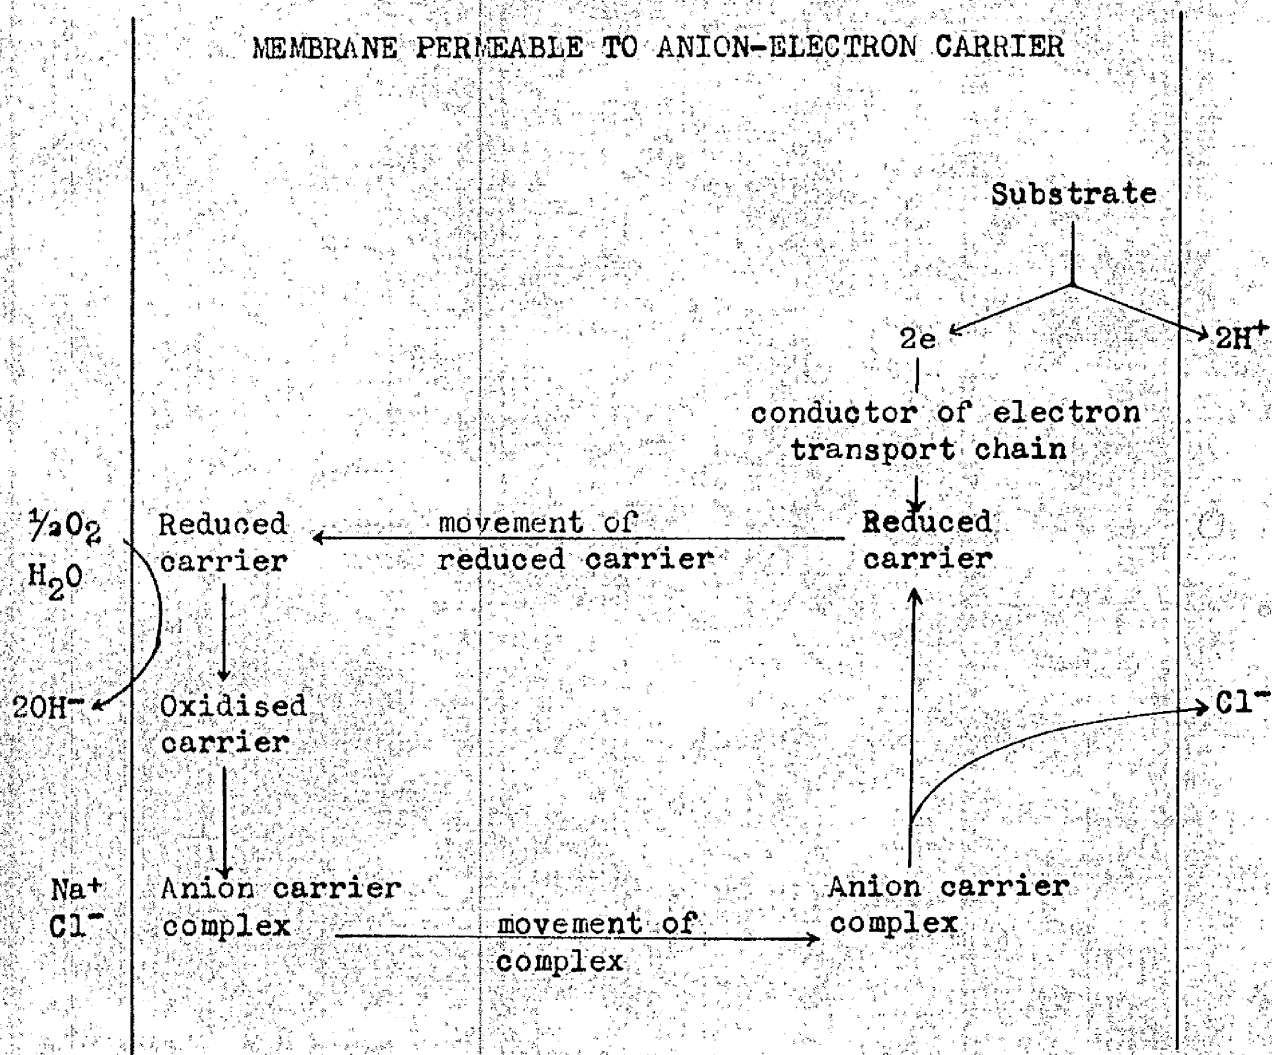 MEMBRANE PERMEABLE TO ANION-ELECTRON CARRIER
Substrate
2e
2H⁺
conductor of electron
transport chain
½O₂
H₂O
Reduced
carrier
movement of
reduced carrier
Reduced
carrier
2OH⁻
Oxidised
carrier
Cl⁻
Na⁺
Cl⁻
Anion carrier
complex
movement of
complex
Anion carrier
complex